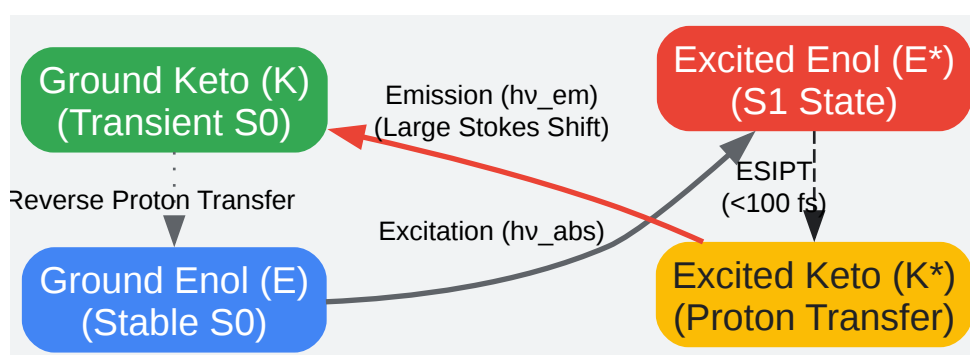 Ground Keto (K)
(Transient S0)
Emission (hν_em)
(Large Stokes Shift)
Excited Enol (E*)
(S1 State)
Reverse Proton Transfer
ESIPT
(<100 fs)
Excitation (hν_abs)
Ground Enol (E)
(Stable S0)
Excited Keto (K*)
(Proton Transfer)